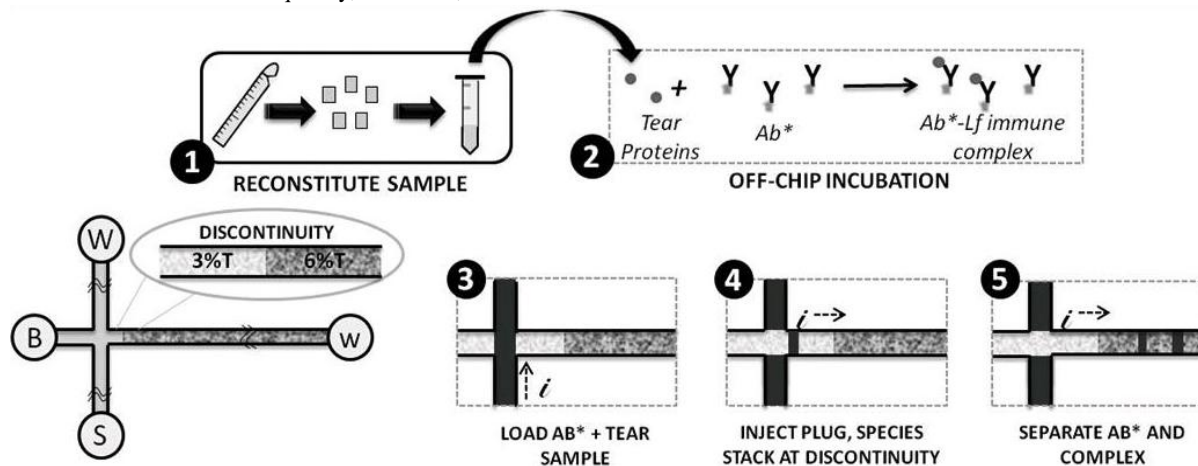 1
RECONSTITUTE SAMPLE
+
Y Y Y
Tear
Proteins
Ab*
Y Y Y
Ab*-Lf immune
complex
2
OFF-CHIP INCUBATION
W
B
S
w
DISCONTINUITY
3%T 6%T
3
i
LOAD AB* + TEAR
SAMPLE
4
i
INJECT PLUG, SPECIES
STACK AT DISCONTINUITY
5
i
SEPARATE AB* AND
COMPLEX